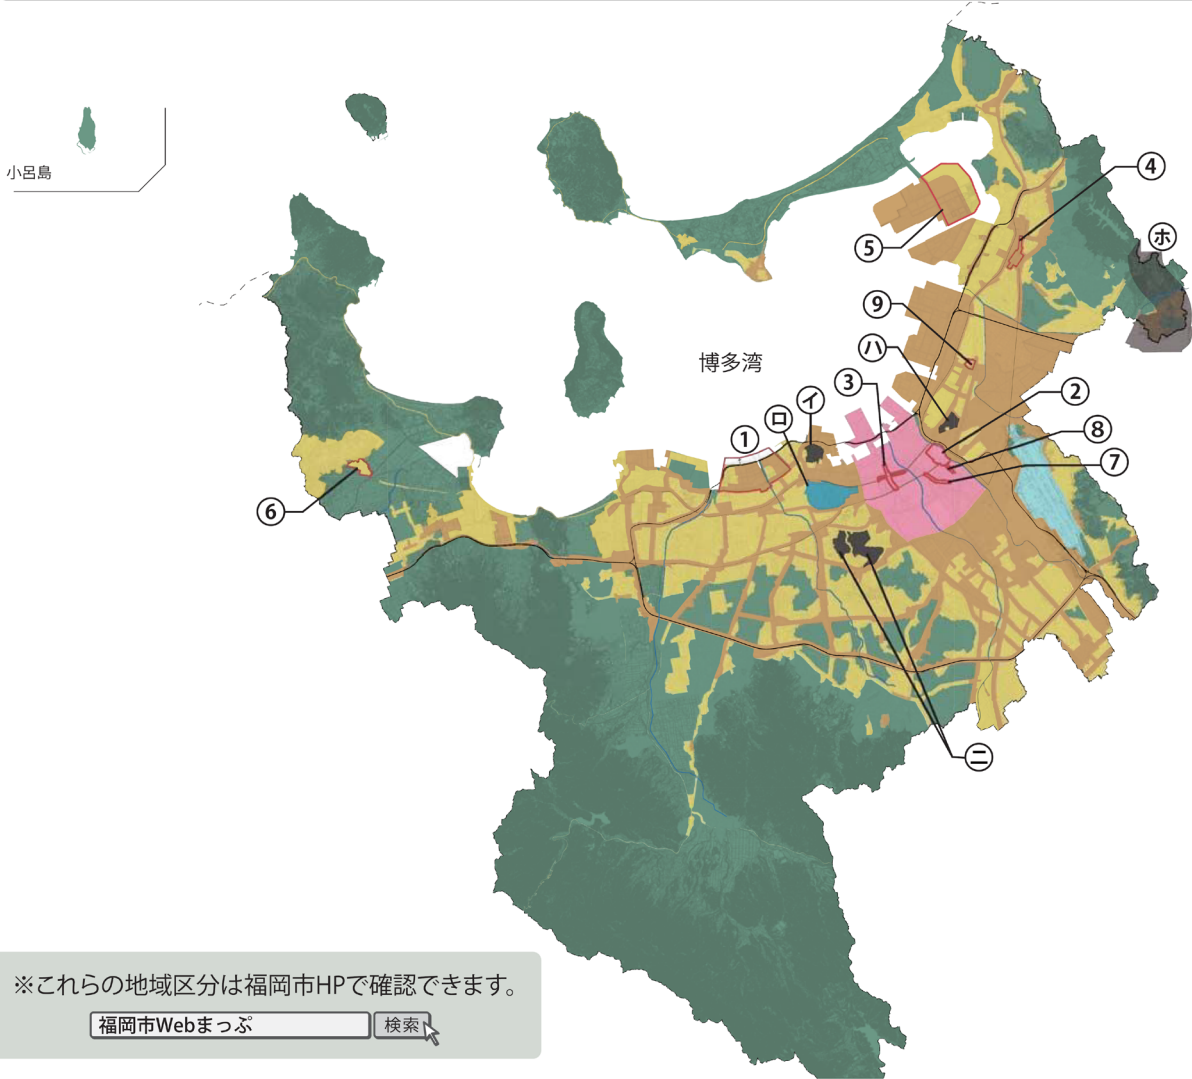 小呂島
④
ホ
⑤
⑨
ハ
博多湾
③
②
イ
ロ
①
⑧
⑦
⑥
ニ
※これらの地域区分は福岡市HPで確認できます。
福岡市Webまっぷ 検索